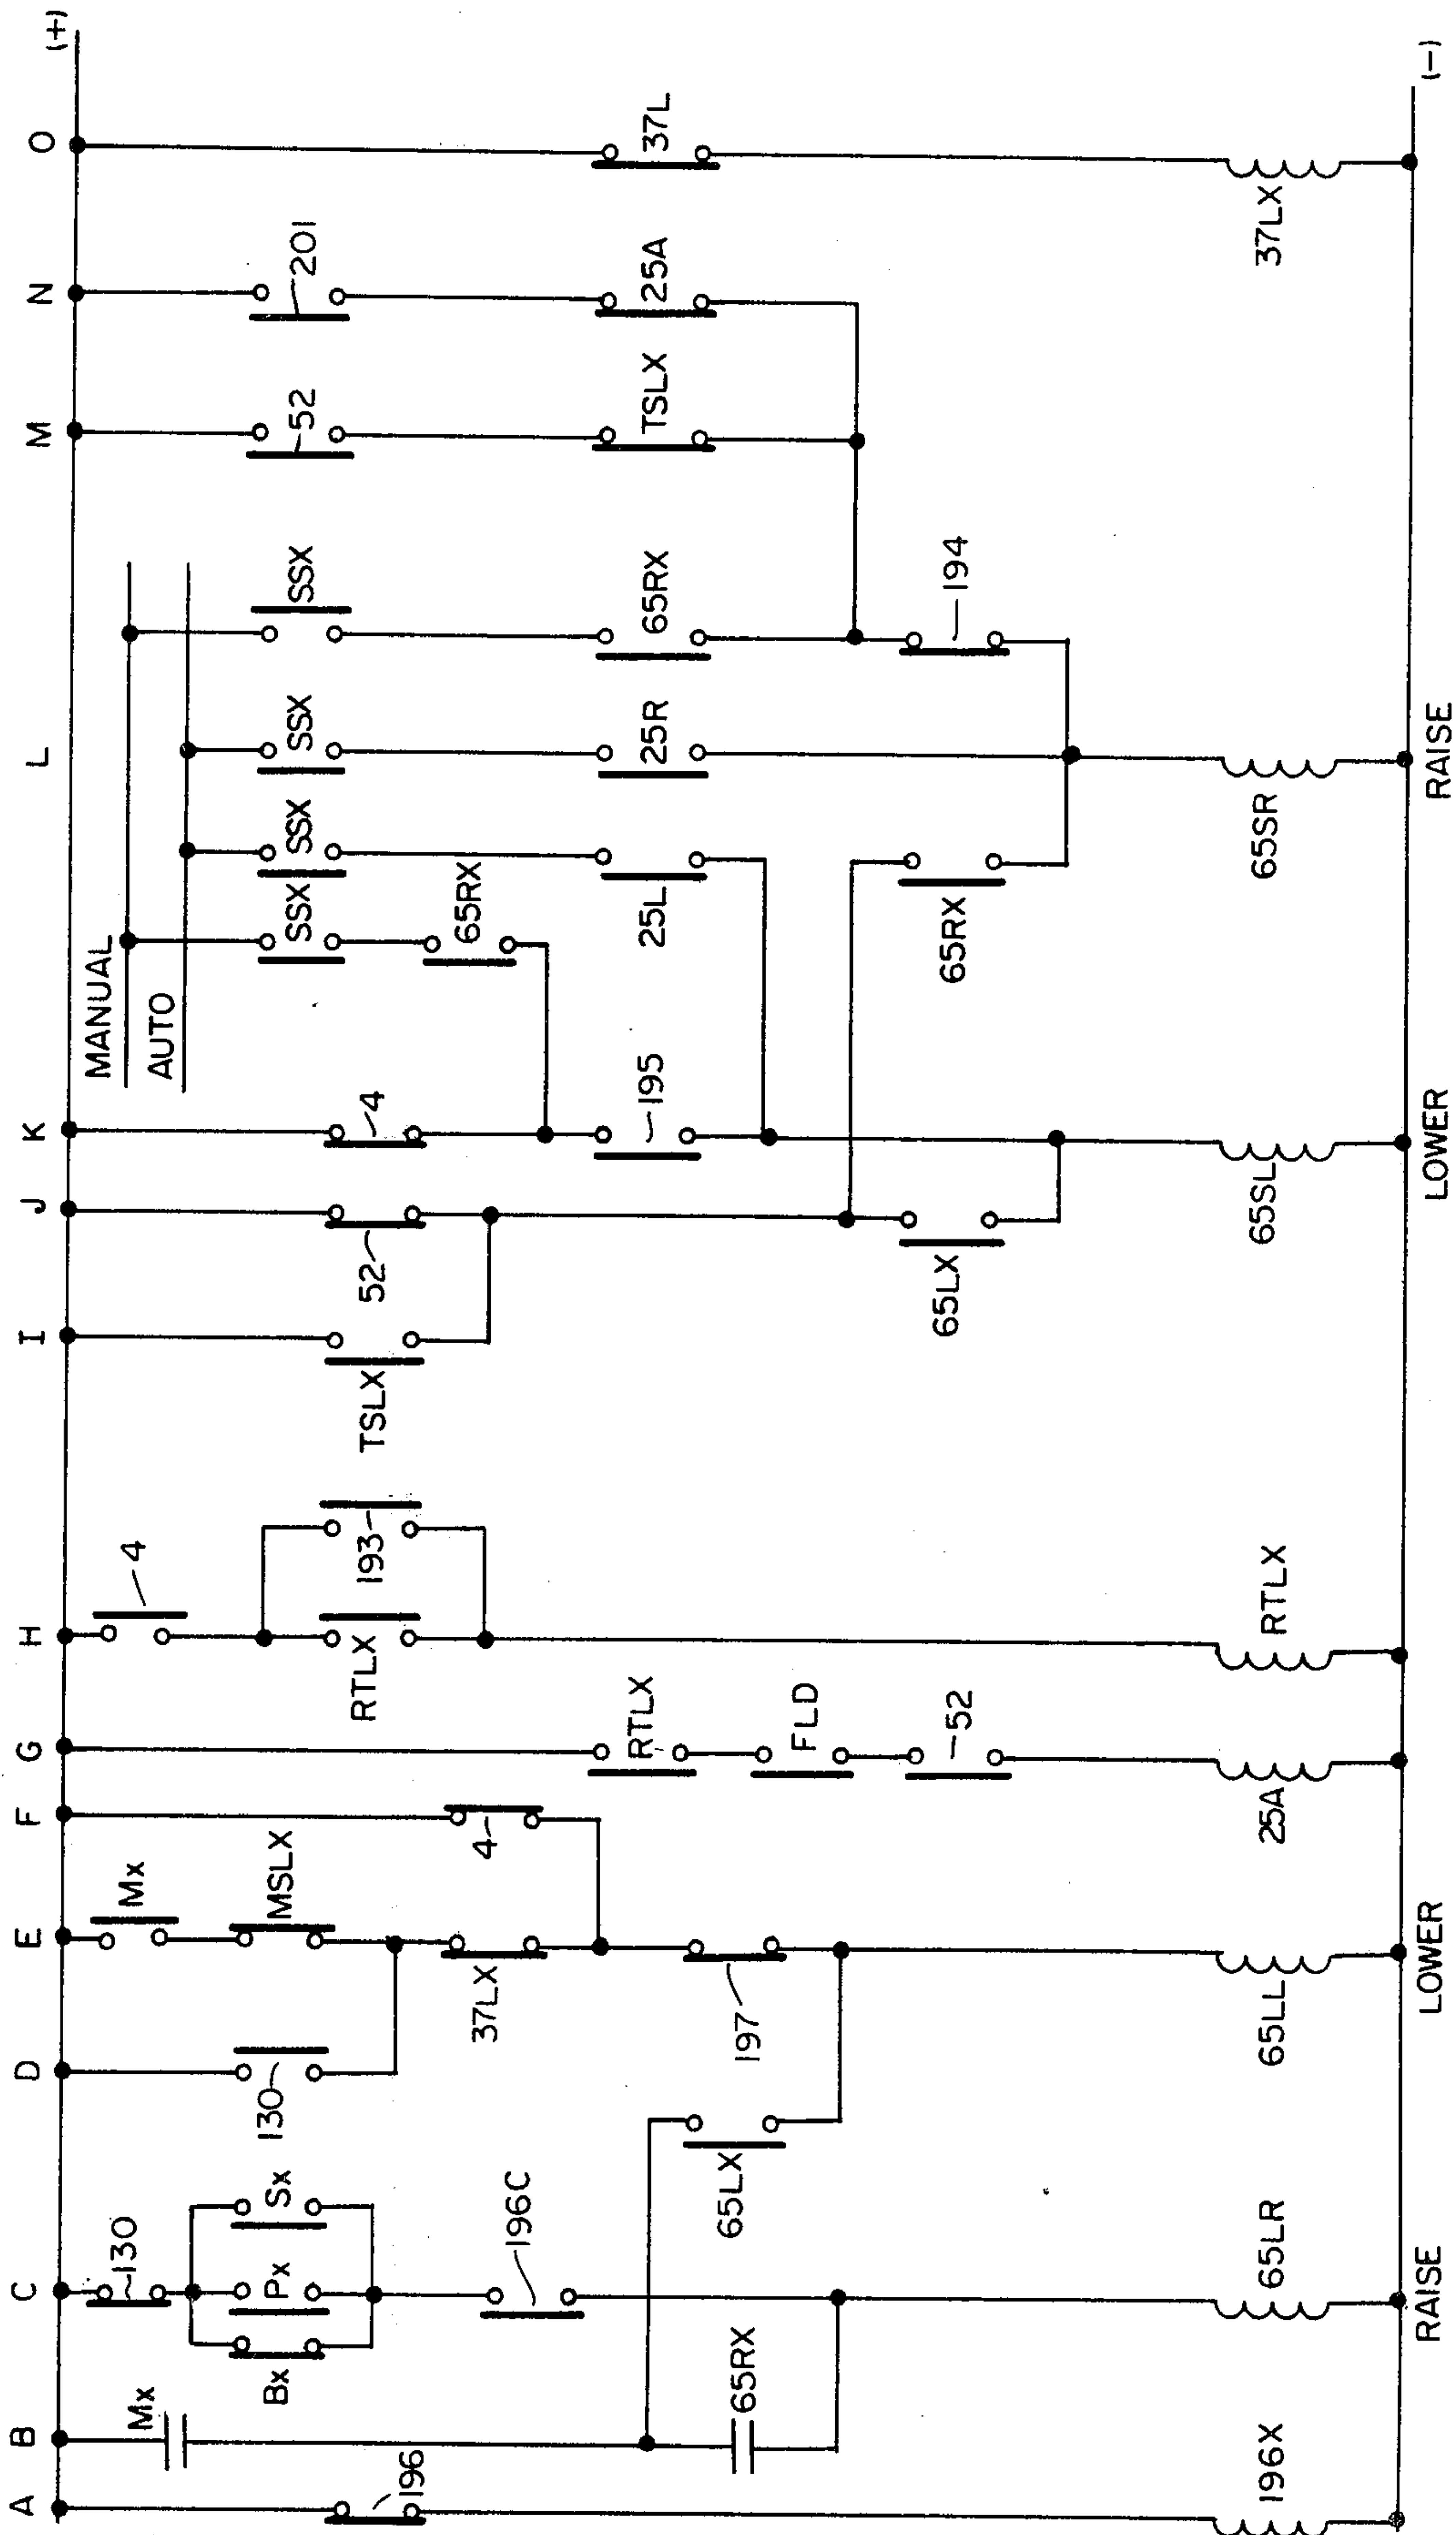 (+)
A
B
C
D
E
F
G
H
I
J
K
L
M
N
O
MANUAL
AUTO
Mx
130
Mx
4
SSX
SSX
SSX
SSX
52
201
196
Bx
Px
Sx
130
MSLX
RTLX
193
TSLX
52
4
65RX
196C
37LX
4
RTLX
195
25L
25R
65RX
TSLX
25A
37L
65RX
65LX
197
FLD
52
65LX
65RX
194
196X
65LR
65LL
25A
RTLX
65SL
65SR
37LX
RAISE
LOWER
LOWER
RAISE
(-)